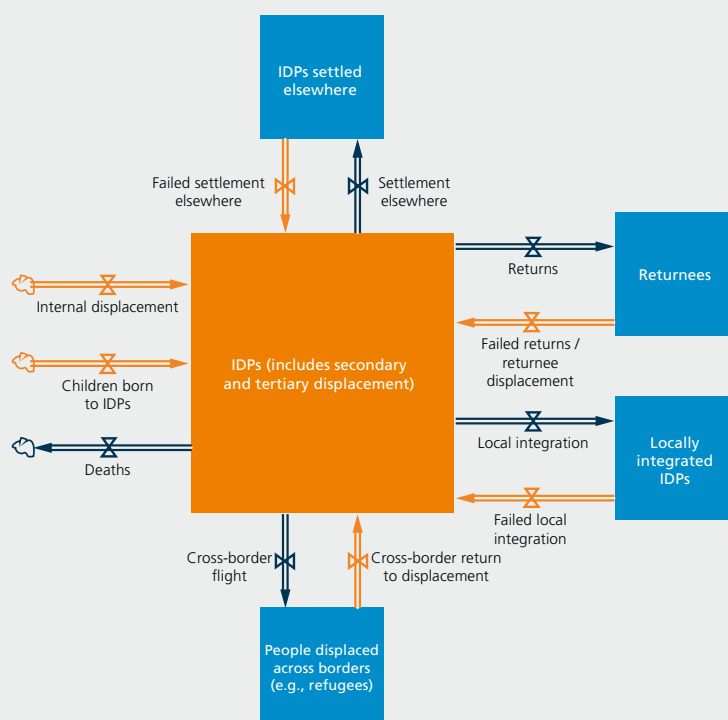 IDPs settled
elsewhere
Failed settlement
elsewhere
Settlement
elsewhere
Internal displacement
Children born
to IDPs
Deaths
IDPs (includes secondary
and tertiary displacement)
Returns
Returnees
Failed returns /
returnee
displacement
Local integration
Locally
integrated
IDPs
Failed local
integration
Cross-border
flight
Cross-border return
to displacement
People displaced
across borders
(e.g., refugees)